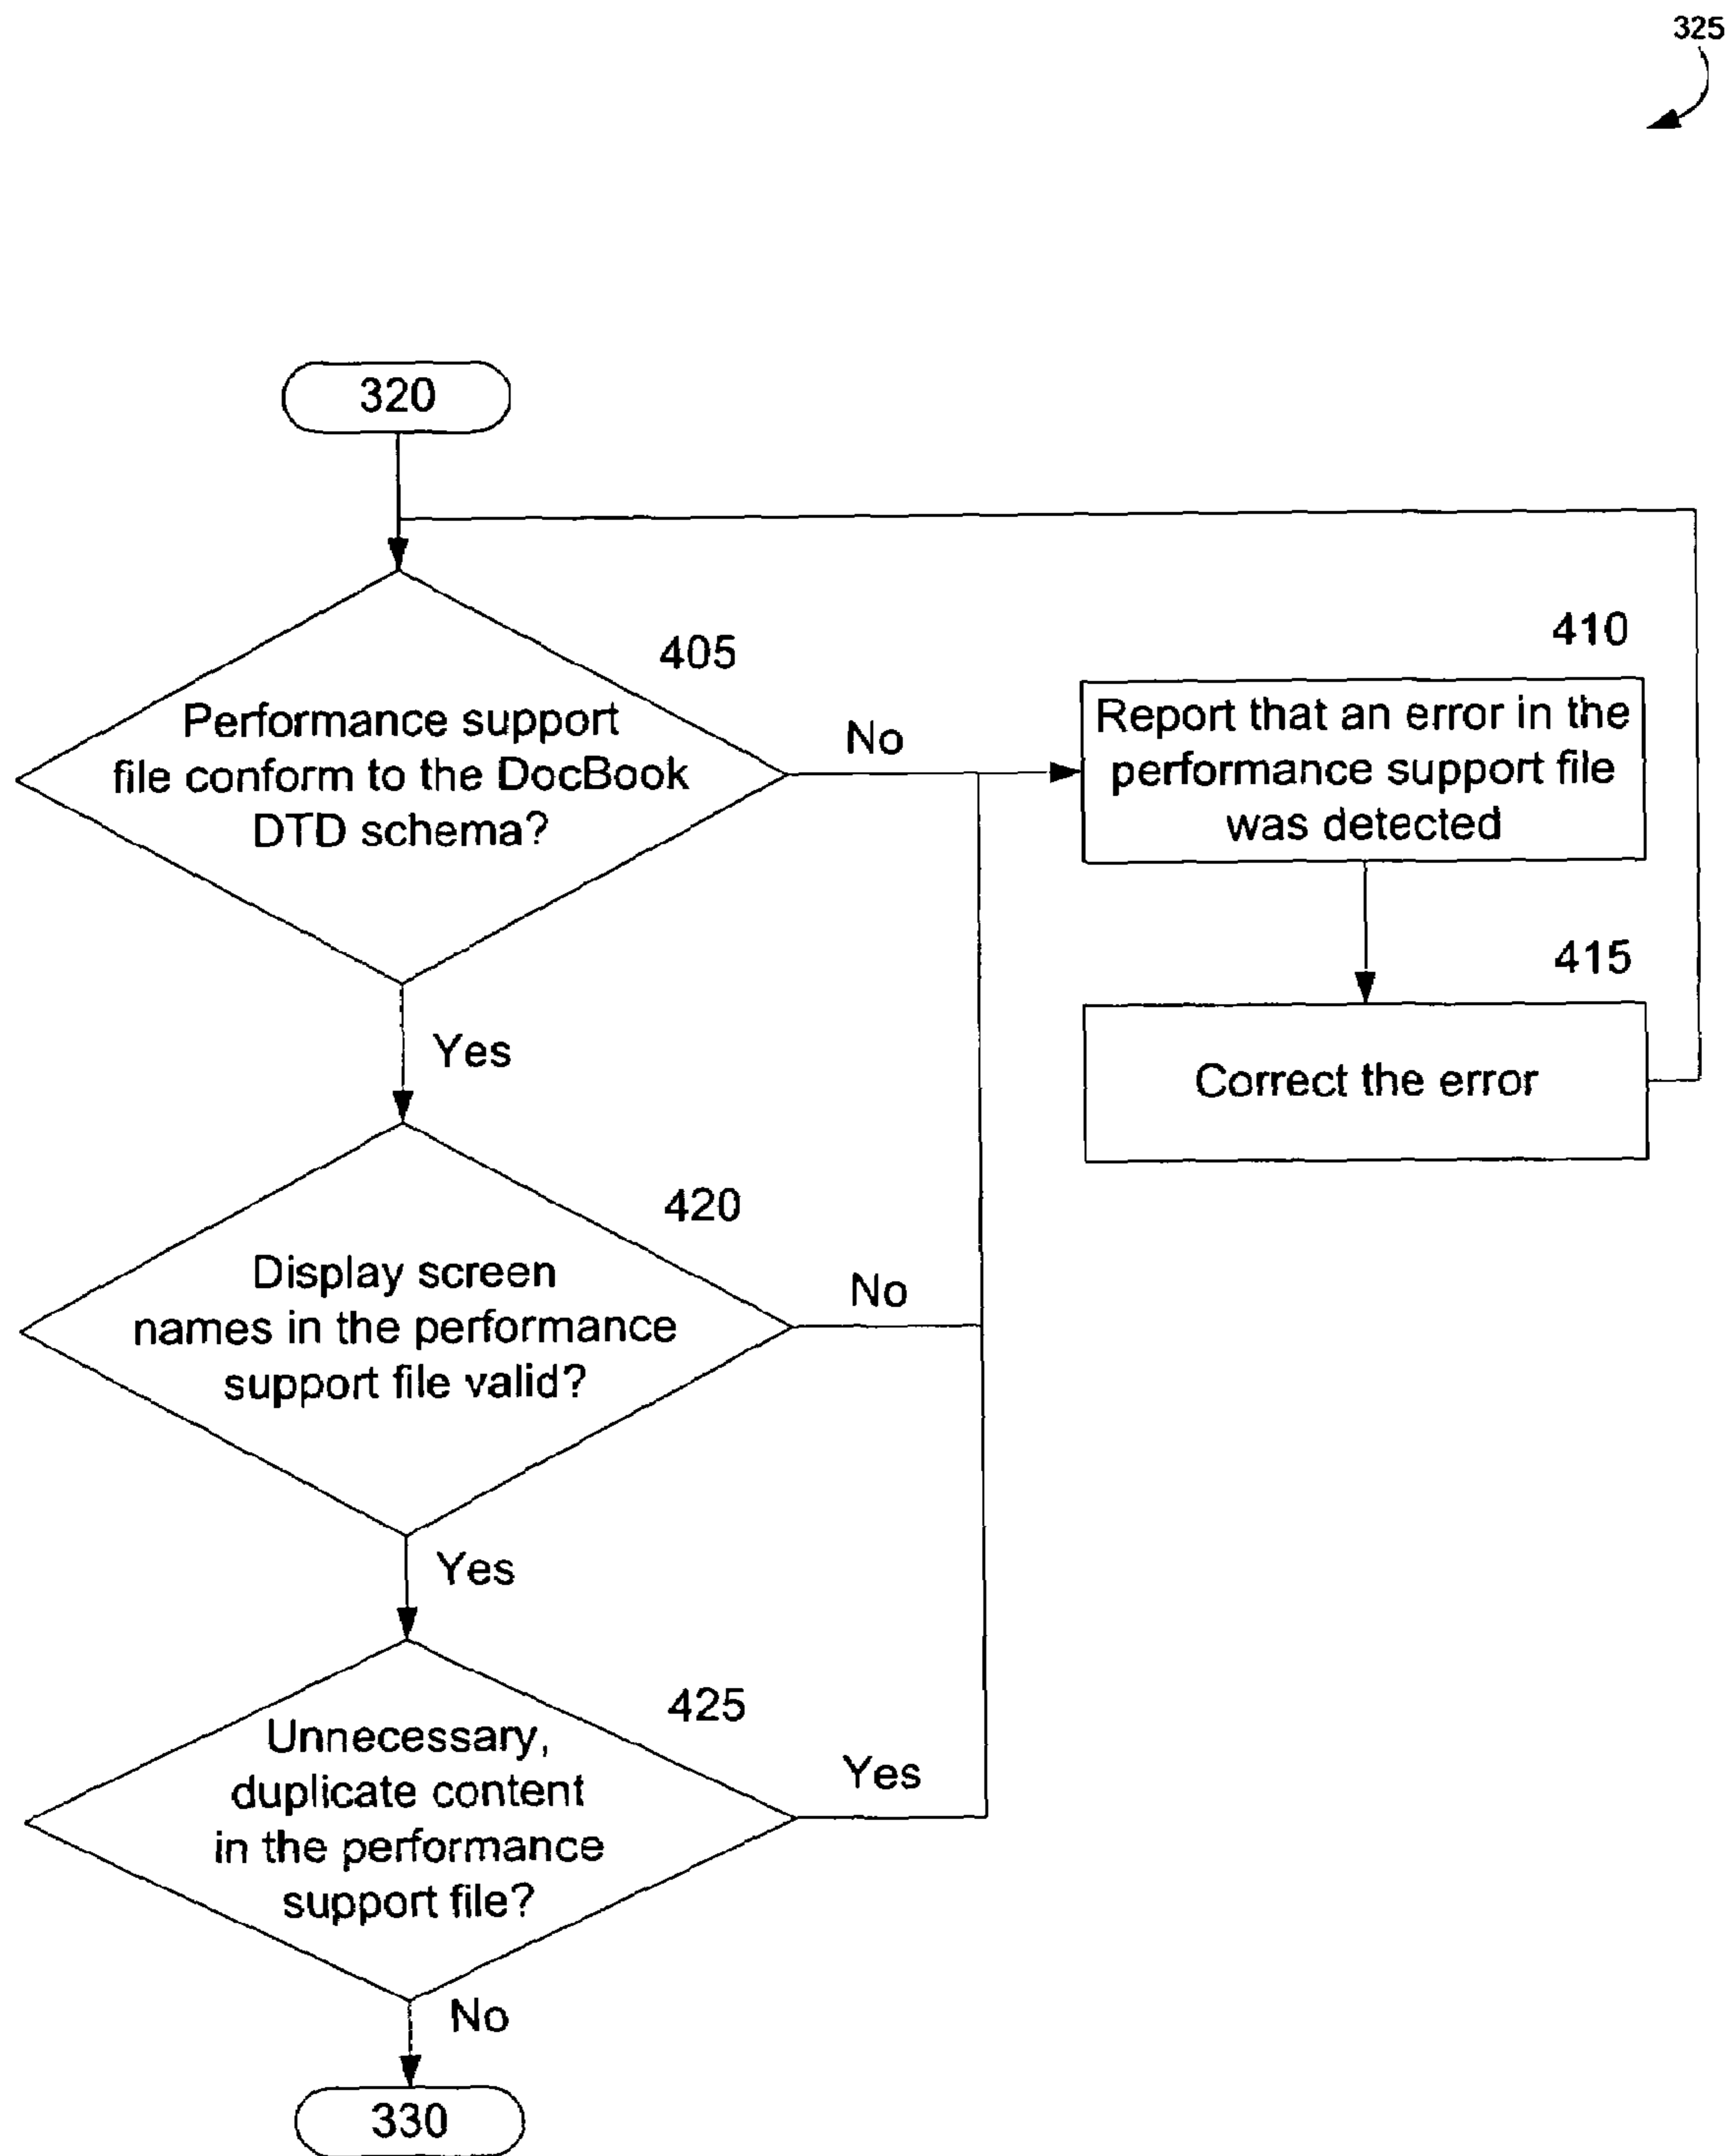 325
320
405
Performance support
file conform to the DocBook
DTD schema?
No
410
Report that an error in the
performance support file
was detected
Yes
415
Correct the error
420
Display screen
names in the performance
support file valid?
No
Yes
425
Unnecessary,
duplicate content
in the performance
support file?
Yes
No
330